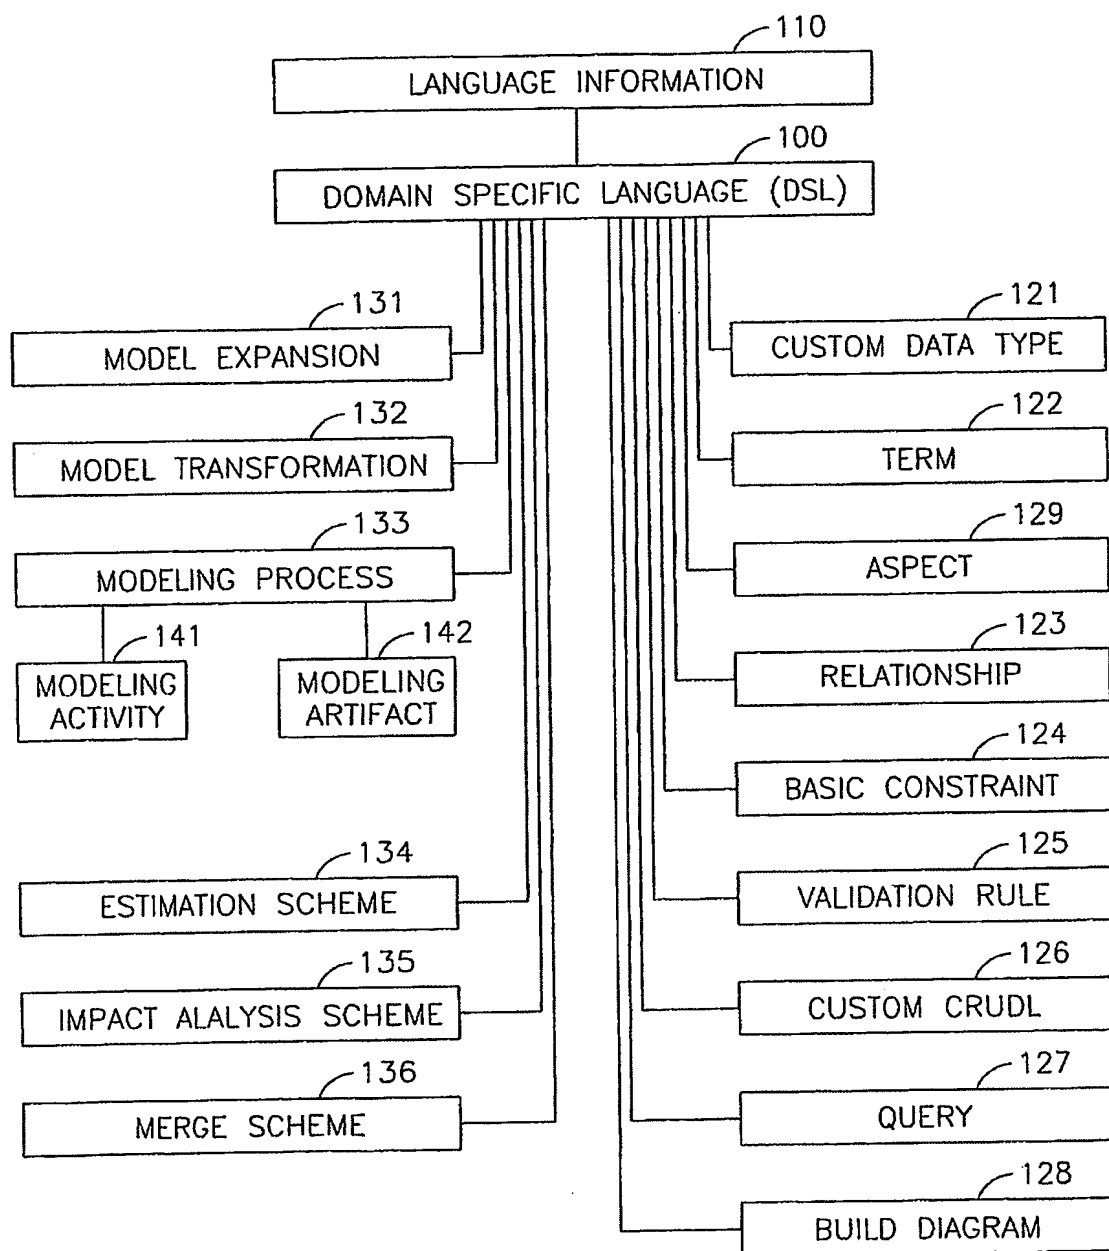 110
LANGUAGE INFORMATION
100
DOMAIN SPECIFIC LANGUAGE (DSL)
131
MODEL EXPANSION
132
MODEL TRANSFORMATION
133
MODELING PROCESS
141
MODELING
ACTIVITY
142
MODELING
ARTIFACT
134
ESTIMATION SCHEME
135
IMPACT ALALYSIS SCHEME
136
MERGE SCHEME
121
CUSTOM DATA TYPE
122
TERM
129
ASPECT
123
RELATIONSHIP
124
BASIC CONSTRAINT
125
VALIDATION RULE
126
CUSTOM CRUDL
127
QUERY
128
BUILD DIAGRAM